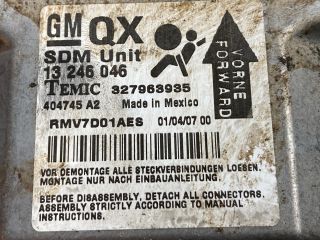 GM QX
SDM Unit
13 246 046
TEMIC 327963935
404745 A2 Made in Mexico
RMV7D01AES 01/04/07 00
VORNE
FORWARD
VOR DEMONTAGE ALLE STECKVERBINDUNGEN LOESEN.
MONTAGE NUR NACH EINBAUANLEITUNG.
BEFORE DISASSEMBLY, DETACH ALL CONNECTORS.
ASSEMBLY STRICTLY ACCORDING TO MANUAL
INSTRUCTIONS.